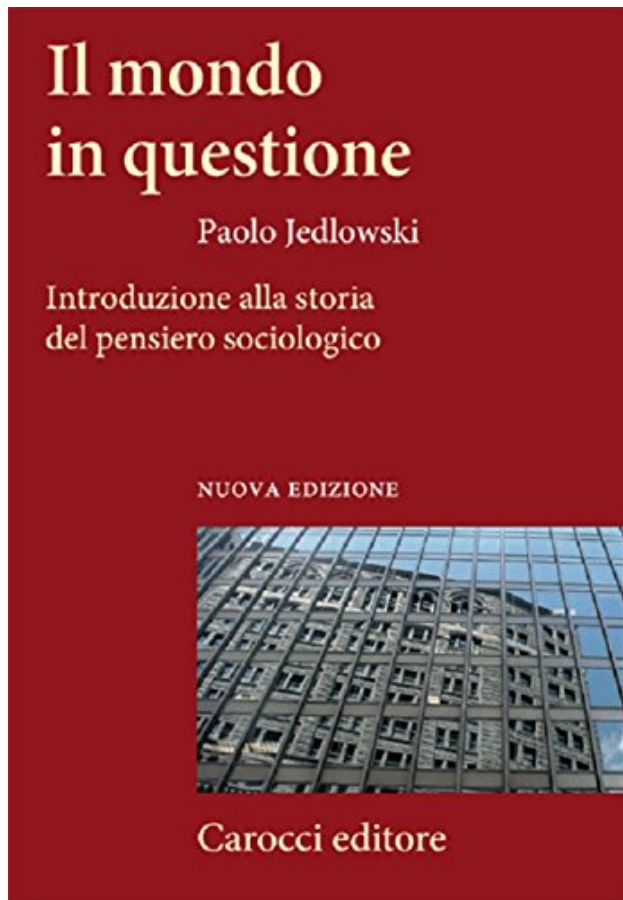 Il mondo
in questione
Paolo Jedlowski
Introduzione alla storia
del pensiero sociologico
NUOVA EDIZIONE
Carocci editore